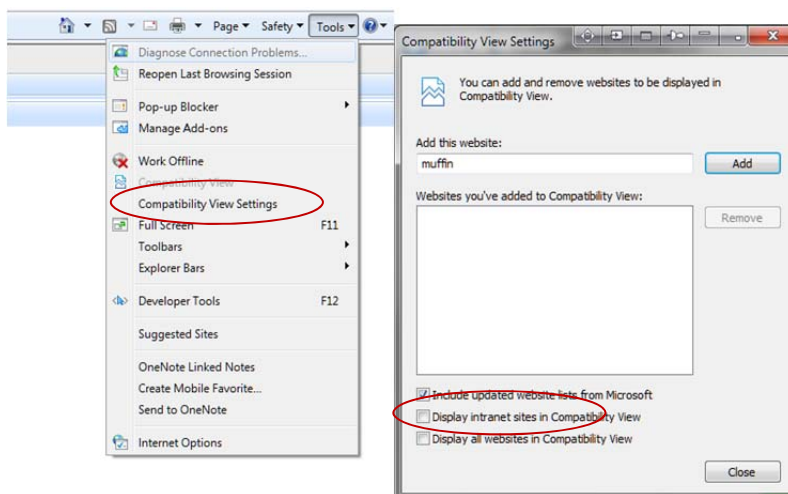 Page Safety Tools
Diagnose Connection Problems...
Reopen Last Browsing Session
Pop-up Blocker
Manage Add-ons
Work Offline
Compatibility View
Compatibility View Settings
Full Screen F11
Toolbars
Explorer Bars
Developer Tools F12
Suggested Sites
OneNote Linked Notes
Create Mobile Favorite...
Send to OneNote
Internet Options
Compatibility View Settings
You can add and remove websites to be displayed in
Compatibility View.
Add this website:
muffin Add
Websites you've added to Compatibility View:
Remove
Include updated website lists from Microsoft
Display intranet sites in Compatibility View
Display all websites in Compatibility View
Close